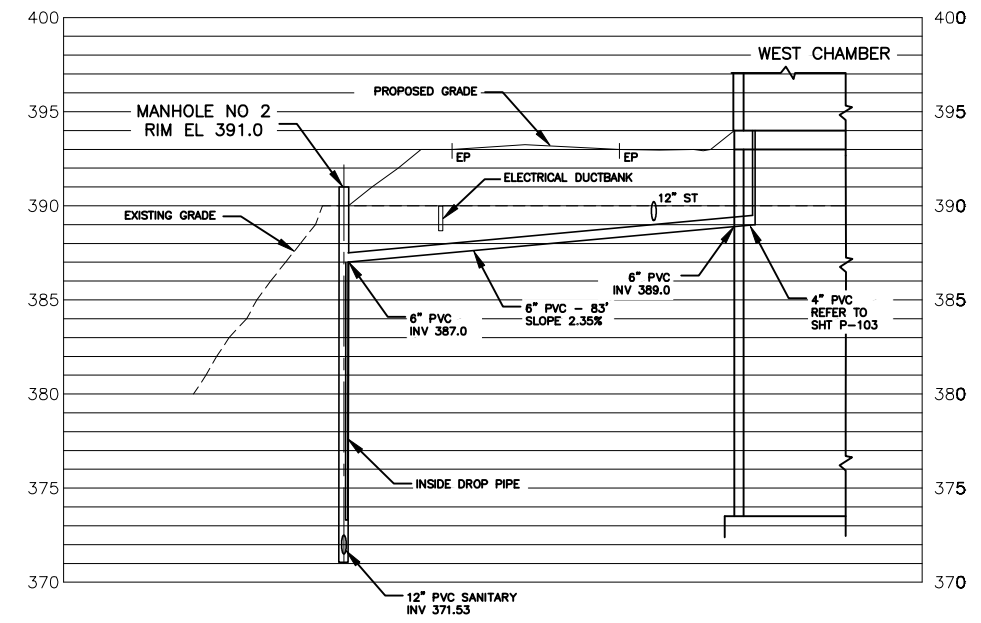 400
400
WEST CHAMBER
PROPOSED GRADE
395
MANHOLE NO 2
RIM EL 391.0
395
EP
EP
ELECTRICAL DUCTBANK
12" ST
390
EXISTING GRADE
390
6" PVC
INV 389.0
385
6" PVC
INV 387.0
6" PVC - 83'
SLOPE 2.35%
4" PVC
REFER TO
SHT P-103
385
380
380
375
INSIDE DROP PIPE
375
370
370
12" PVC SANITARY
INV 371.53